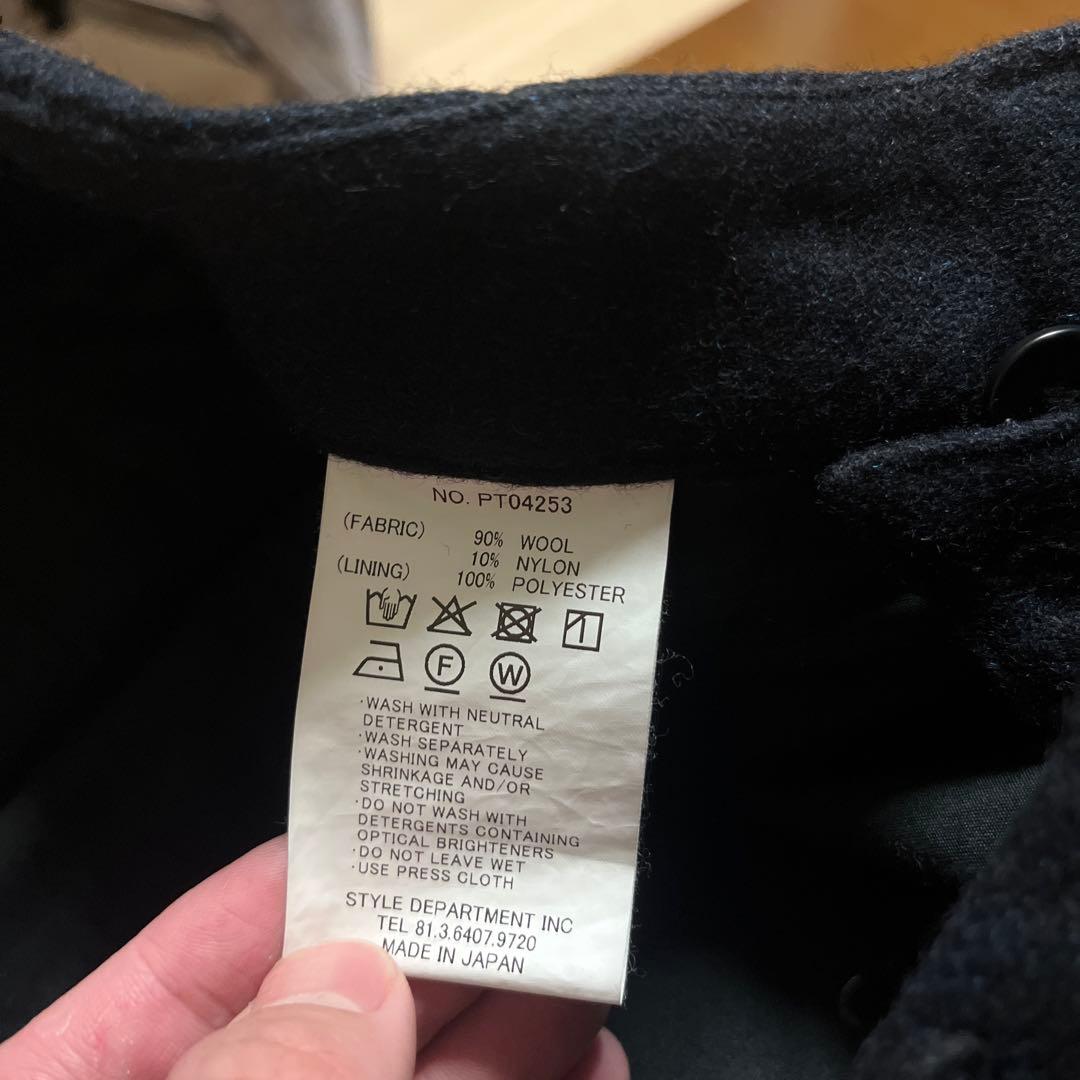 NO. PT04253
(FABRIC) 90% WOOL
10% NYLON
(LINING) 100% POLYESTER
F W
·WASH WITH NEUTRAL
DETERGENT
·WASH SEPARATELY
·WASHING MAY CAUSE
SHRINKAGE AND/OR
STRETCHING
·DO NOT WASH WITH
DETERGENTS CONTAINING
OPTICAL BRIGHTENERS
·DO NOT LEAVE WET
·USE PRESS CLOTH
STYLE DEPARTMENT INC
TEL 81.3.6407.9720
MADE IN JAPAN